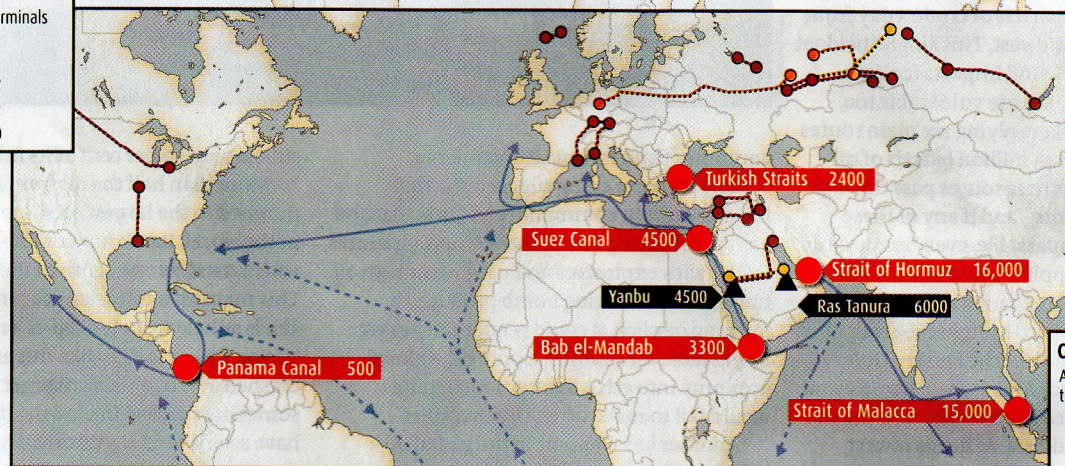 erminals
Turkish Straits 2400
Suez Canal 4500
Strait of Hormuz 16,000
Yanbu 4500
Ras Tanura 6000
Bab el-Mandab 3300
Panama Canal 500
Strait of Malacca 15,000